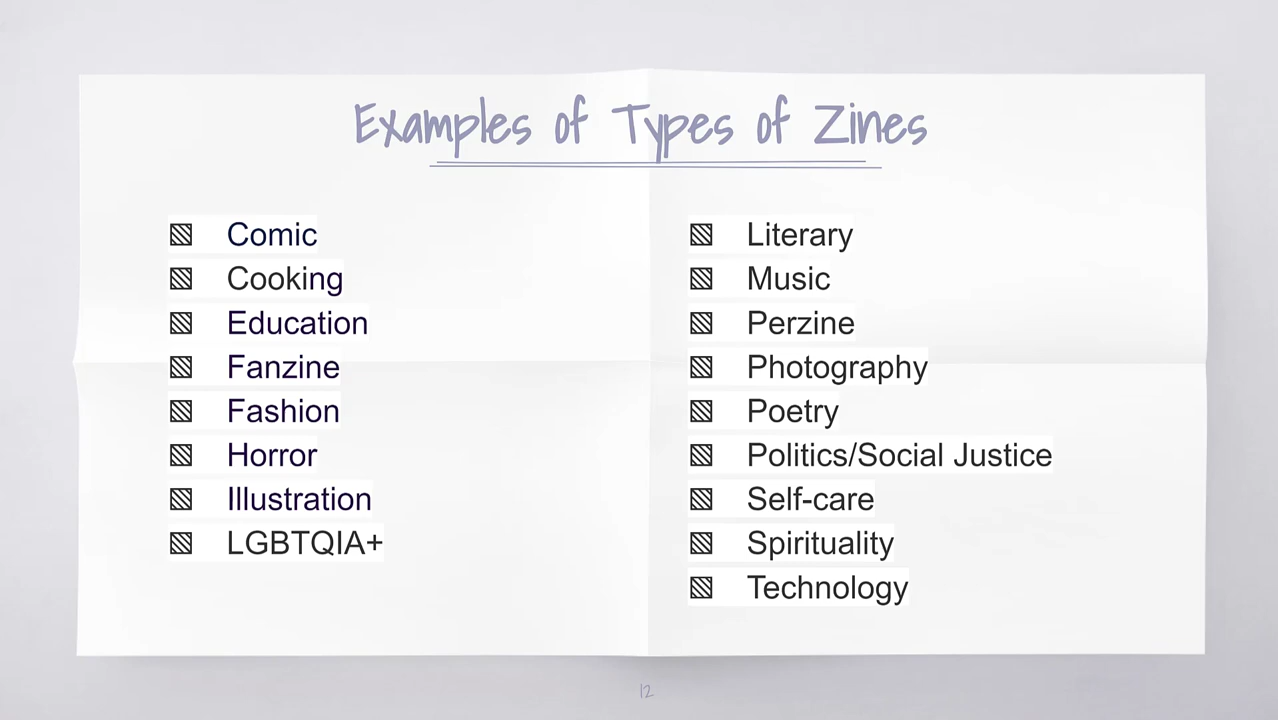 Examples of Types of Zines
Comic
Cooking
Education
Fanzine
Fashion
Horror
Illustration
LGBTQIA+
Literary
Music
Perzine
Photography
Poetry
Politics/Social Justice
Self-care
Spirituality
Technology
12